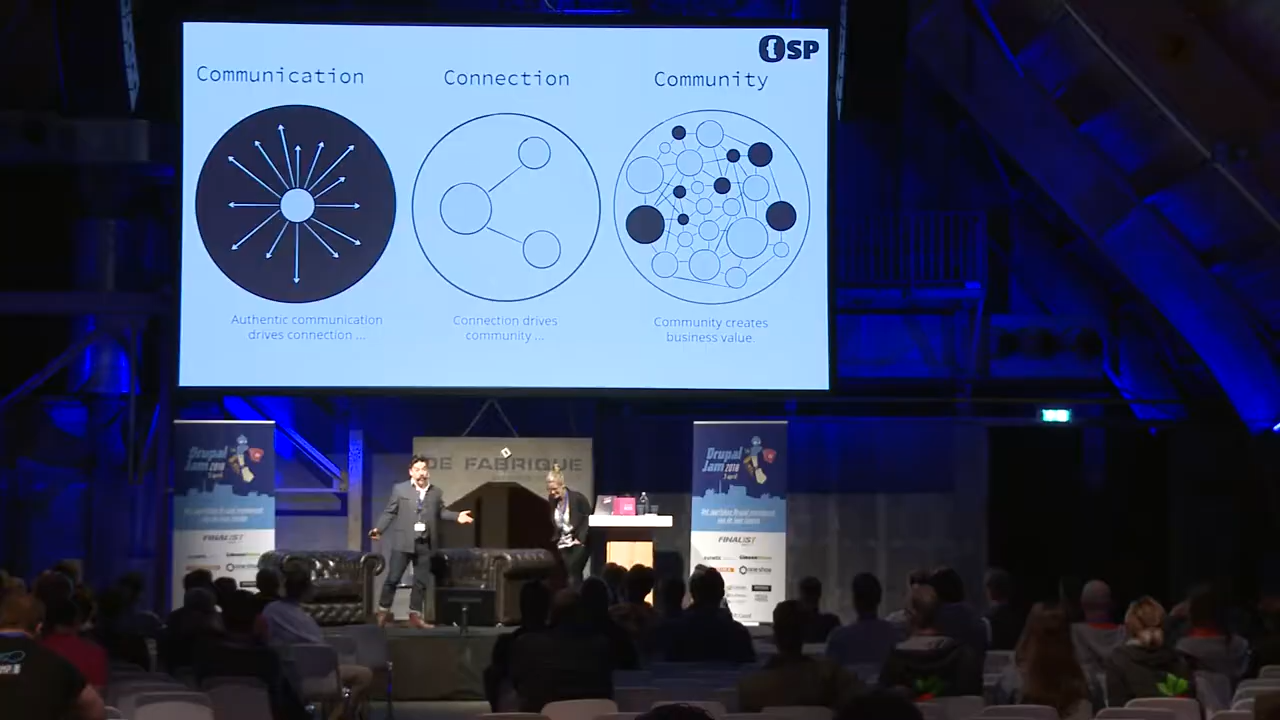 OSP
Communication
Connection
Community
Authentic communication
drives connection ...
Connection drives
community ...
Community creates
business value.
DE FABRIQUE
Drupal
Jam 2018
FINALIST
Drupal
Jam 2018
FINALIST